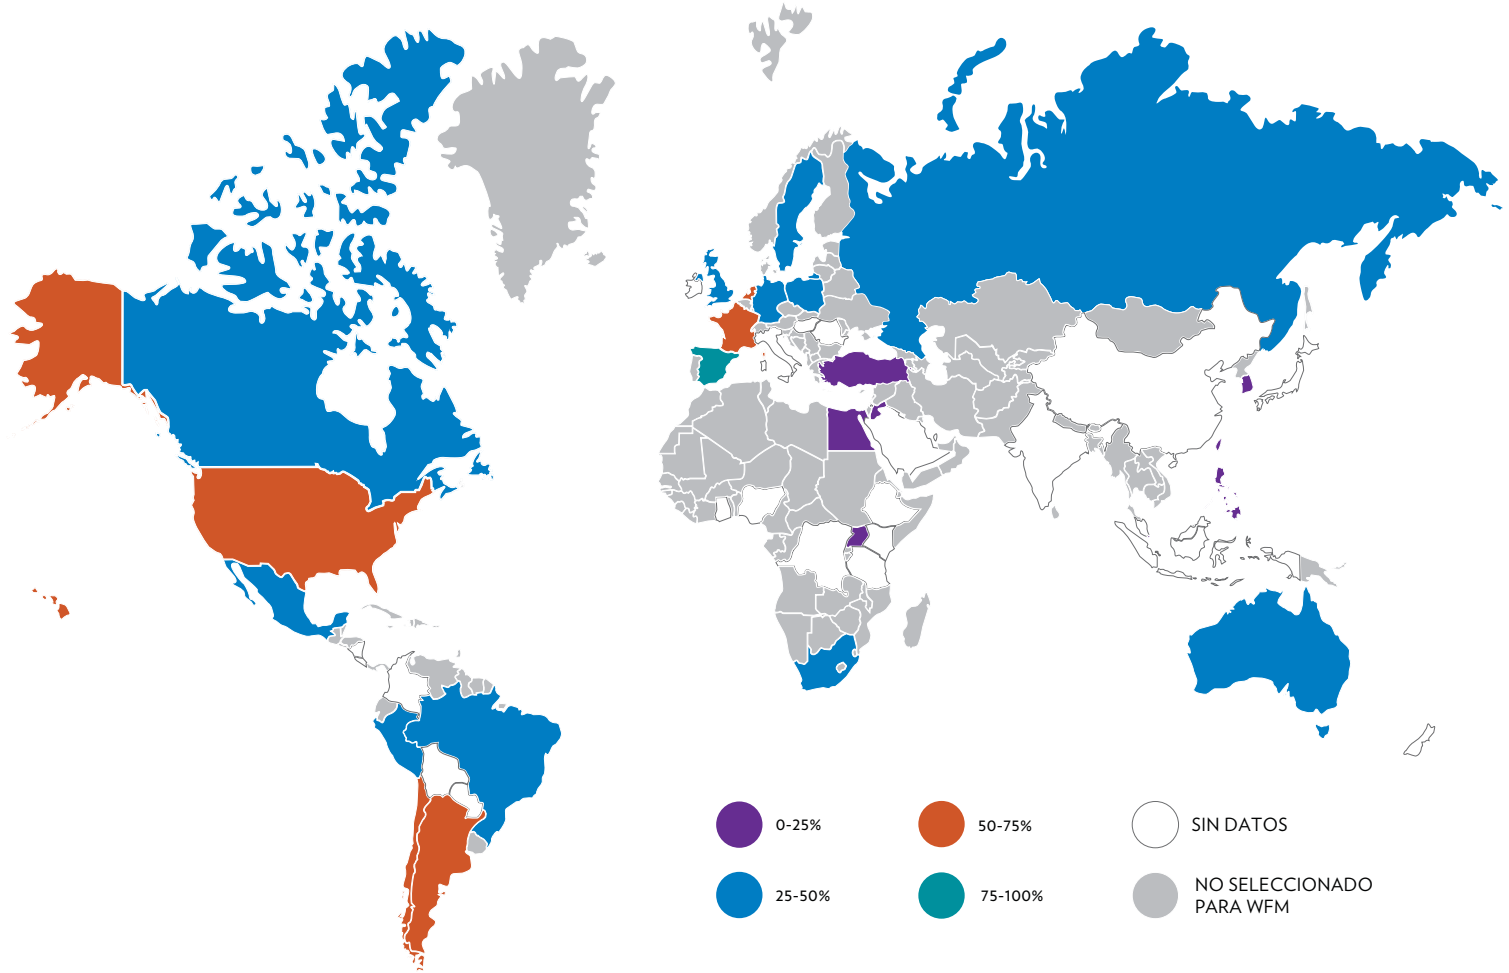 0-25%
50-75%
SIN DATOS
25-50%
75-100%
NO SELECCIONADO
PARA WFM